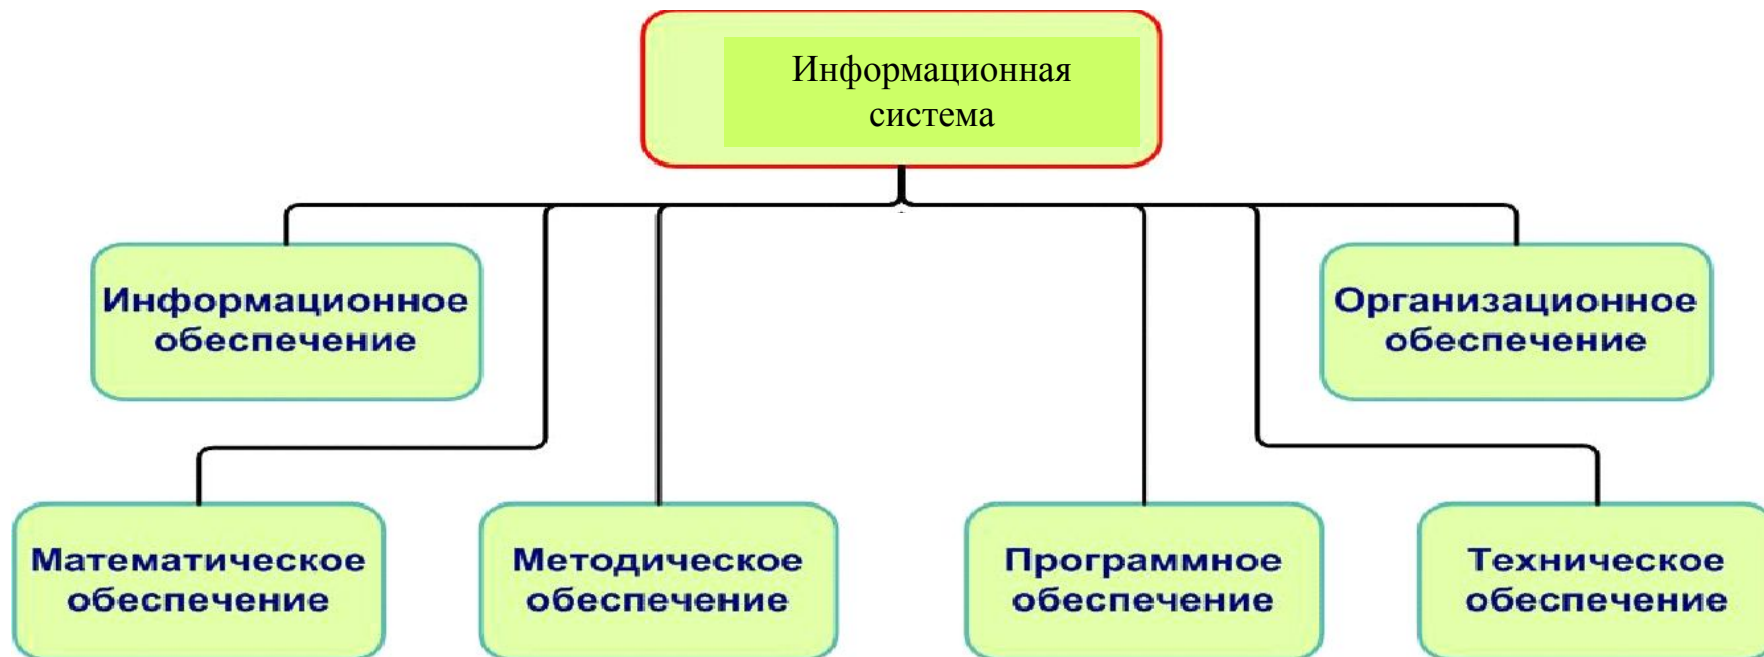 Информационная
система
Информационное
обеспечение
Организационное
обеспечение
Математическое
обеспечение
Методическое
обеспечение
Программное
обеспечение
Техническое
обеспечение